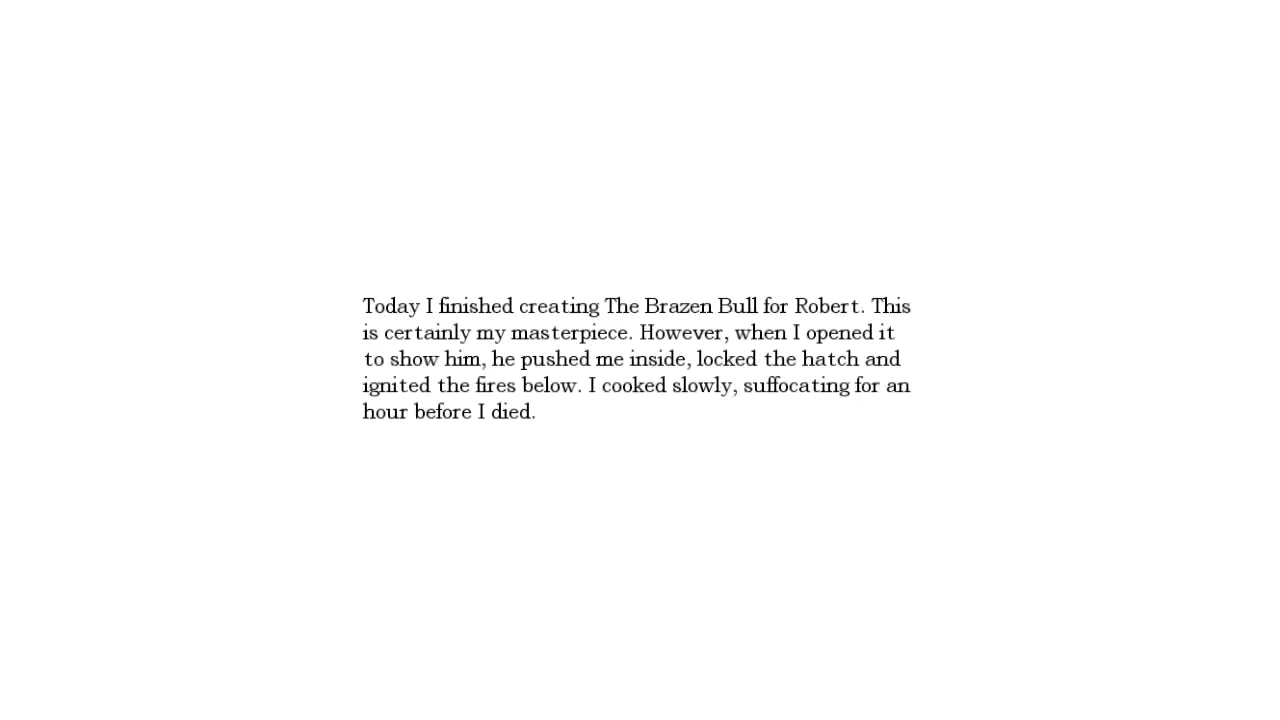 Today I finished creating The Brazen Bull for Robert. This
is certainly my masterpiece. However, when I opened it
to show him, he pushed me inside, locked the hatch and
ignited the fires below. I cooked slowly, suffocating for an
hour before I died.